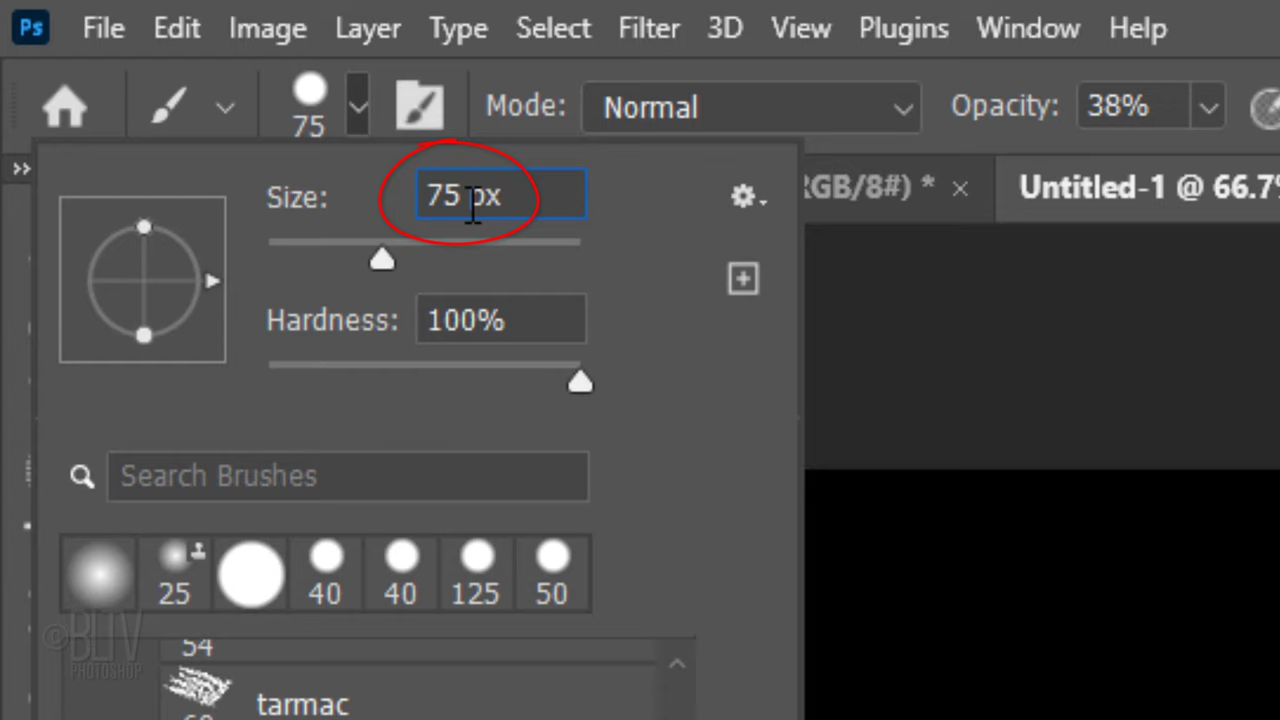 Ps File Edit Image Layer Type Select Filter 3D View Plugins Window Help
75 Mode: Normal Opacity: 38%
RGB/8#) * × Untitled-1 @ 66.7%
Size: 75 px
Hardness: 100%
Search Brushes
25 40 40 125 50
54
tarmac
©BLTV
PHOTOSHOP